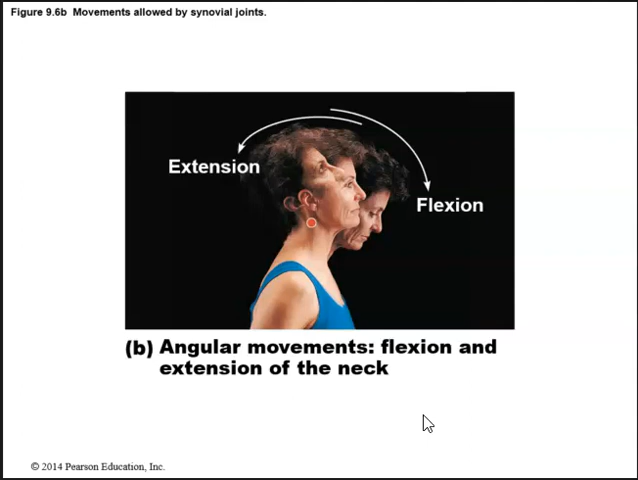 Figure 9.6b Movements allowed by synovial joints.
Extension
Flexion
(b) Angular movements: flexion and
extension of the neck
© 2014 Pearson Education, Inc.